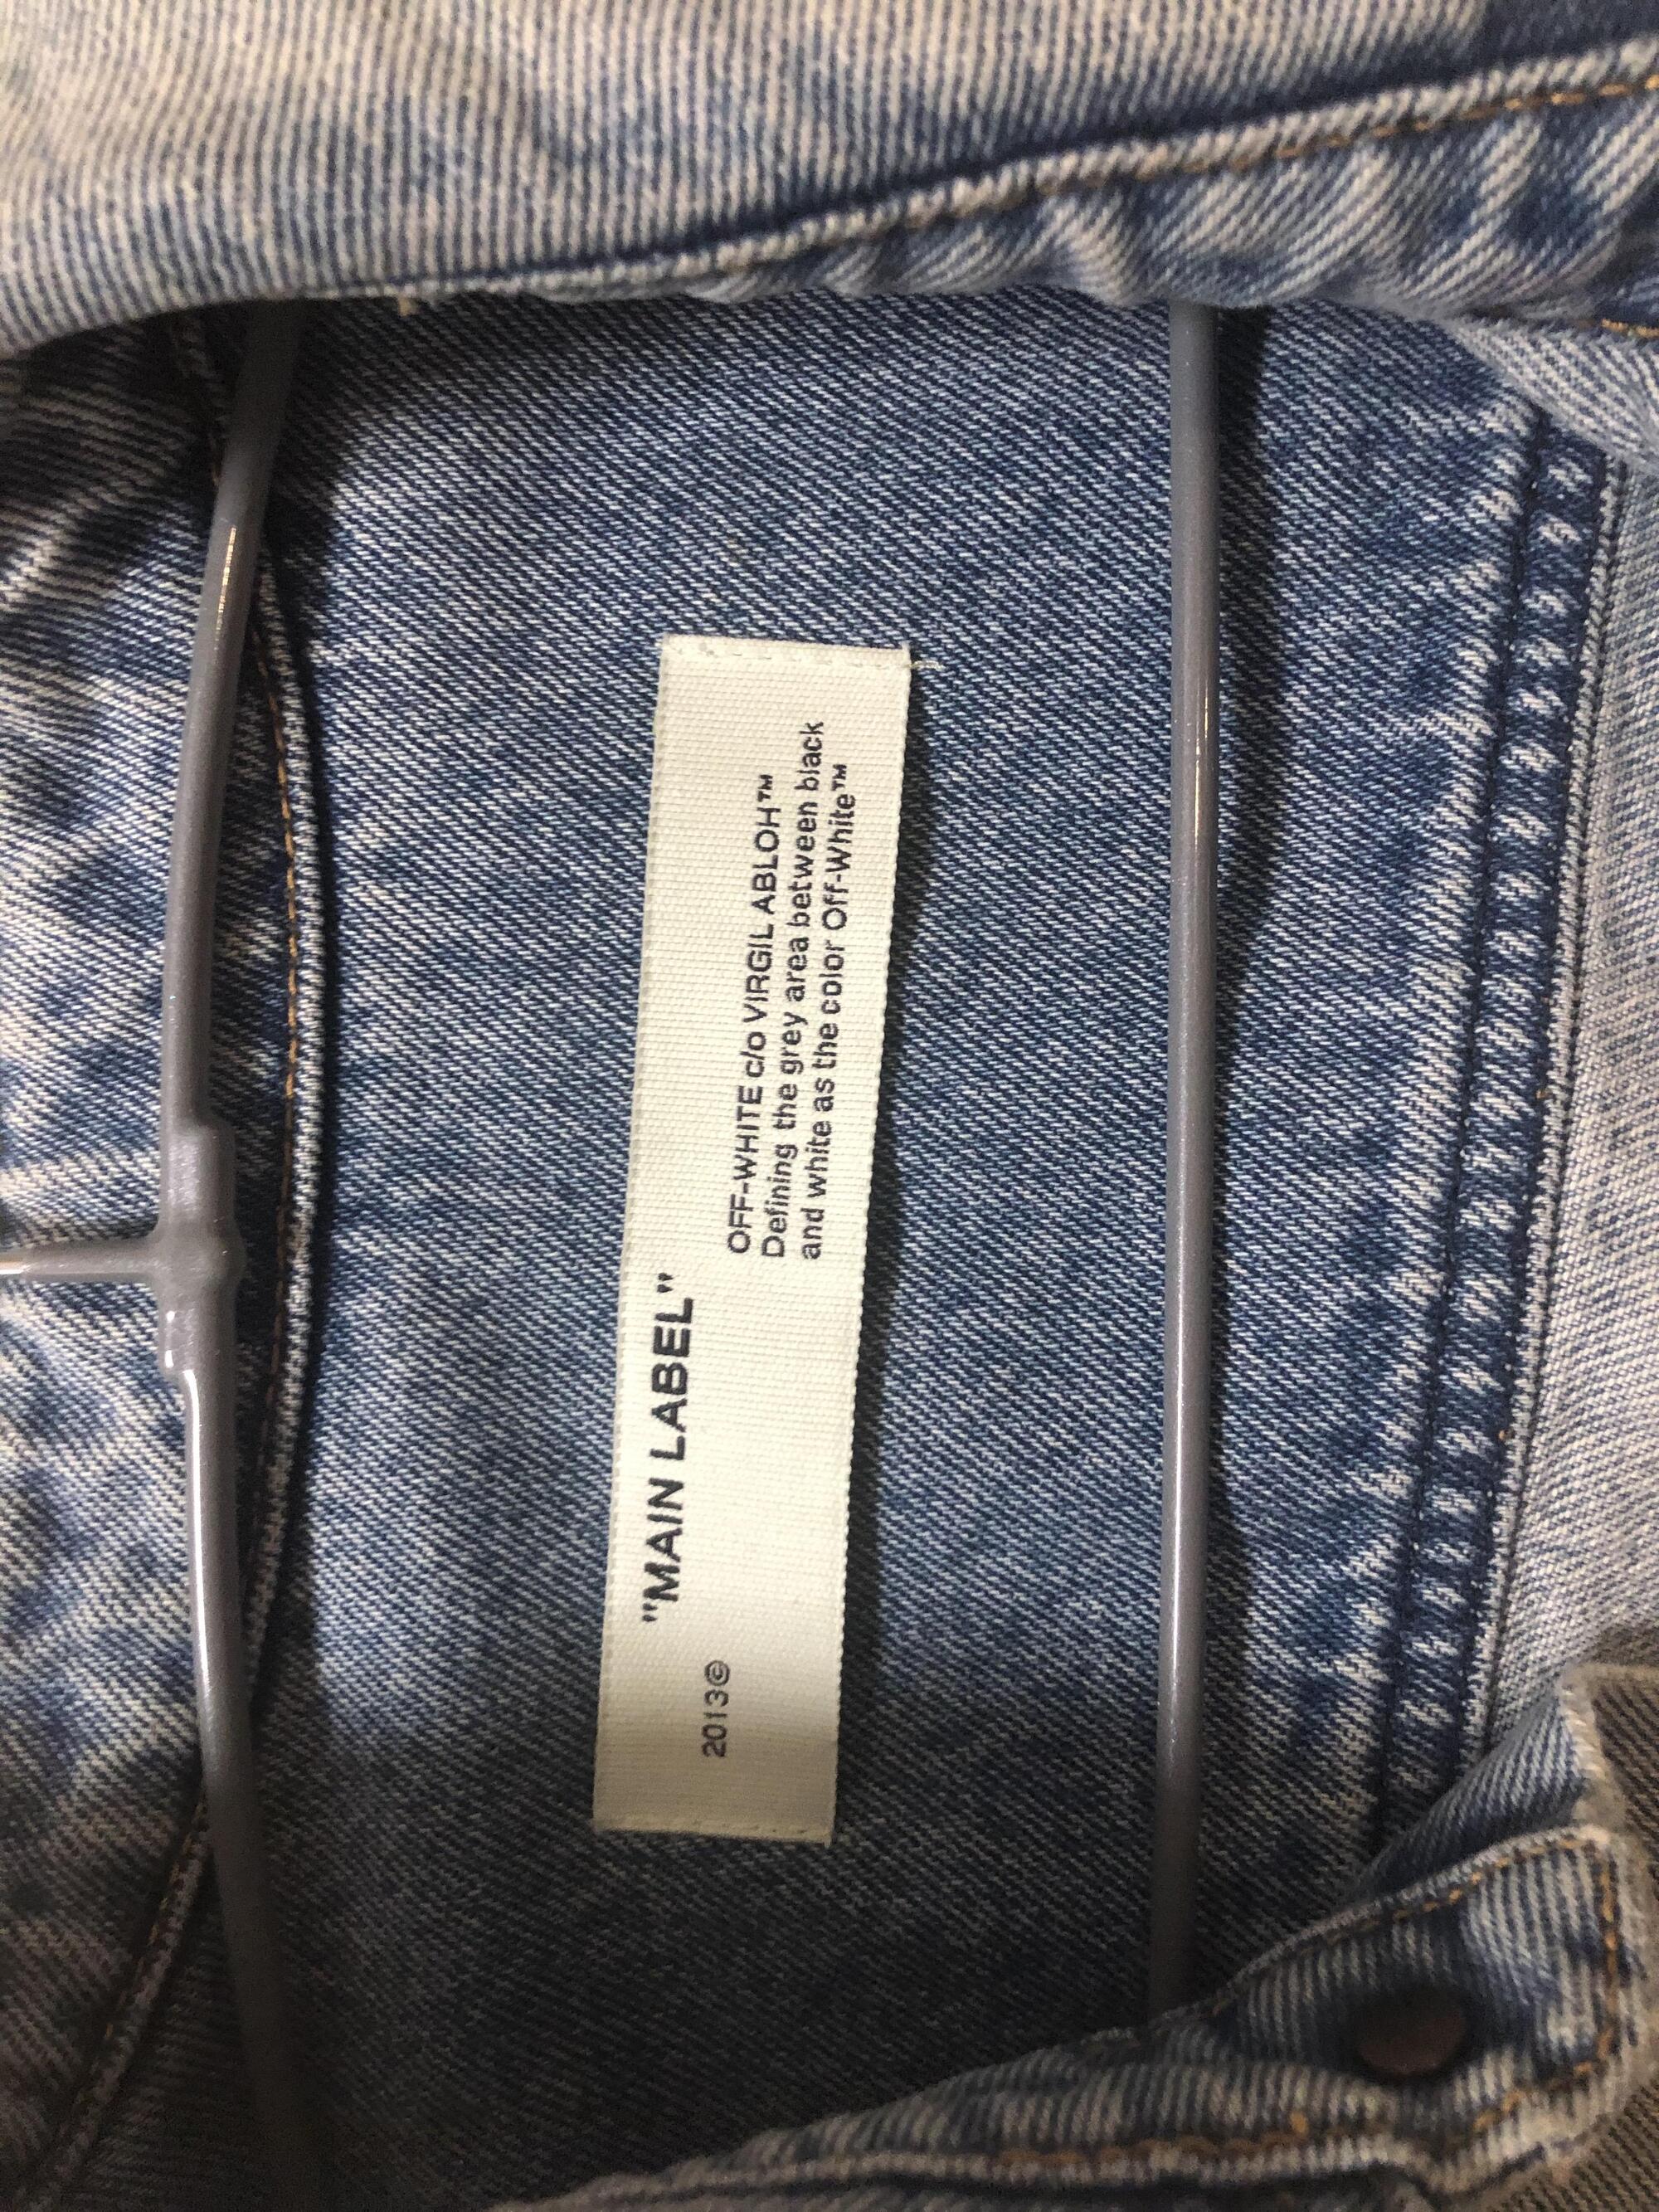 "MAIN LABEL"
2013©
OFF-WHITE c/o VIRGIL ABLOH™
Defining the grey area between black
and white as the color Off-White™